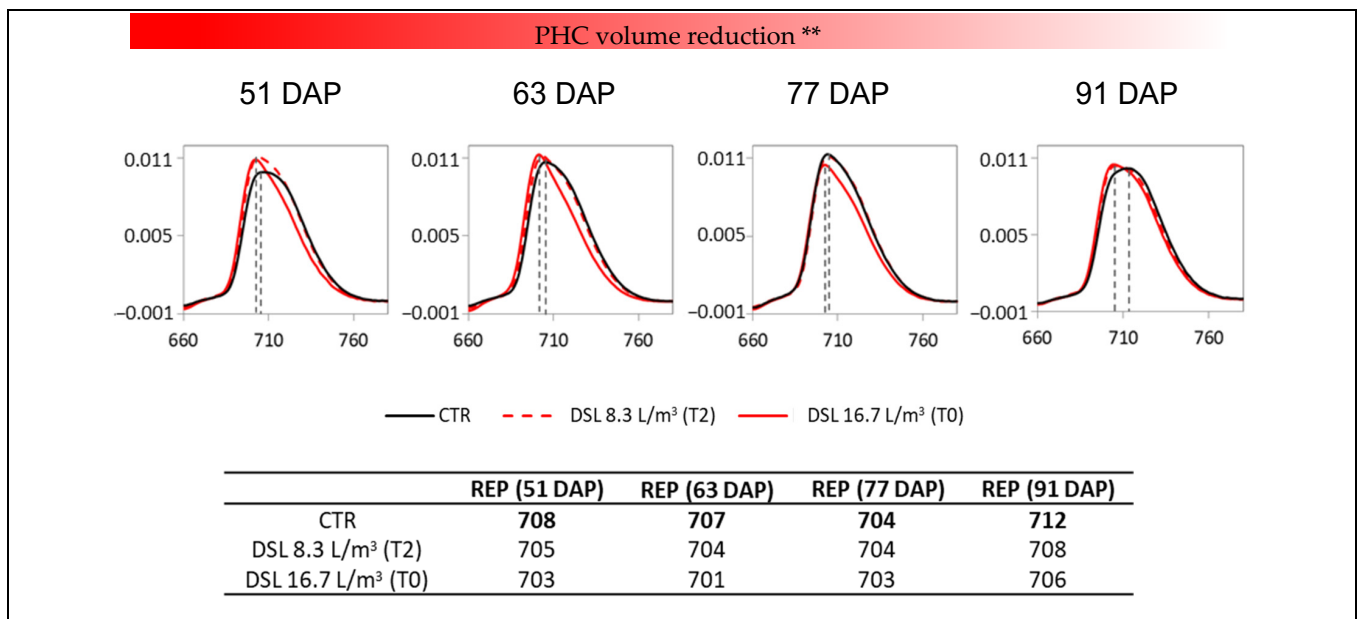 PHC volume reduction **
51 DAP 63 DAP 77 DAP 91 DAP
0.011 0.011 0.011 0.011
0.005 0.005 0.005 0.005
−0.001 −0.001 −0.001 −0.001
660 710 760 660 710 760 660 710 760 660 710 760
CTR DSL 8.3 L/m³ (T2) DSL 16.7 L/m³ (T0)
REP (51 DAP) REP (63 DAP) REP (77 DAP) REP (91 DAP)
CTR 708 707 704 712
DSL 8.3 L/m³ (T2) 705 704 704 708
DSL 16.7 L/m³ (T0) 703 701 703 706